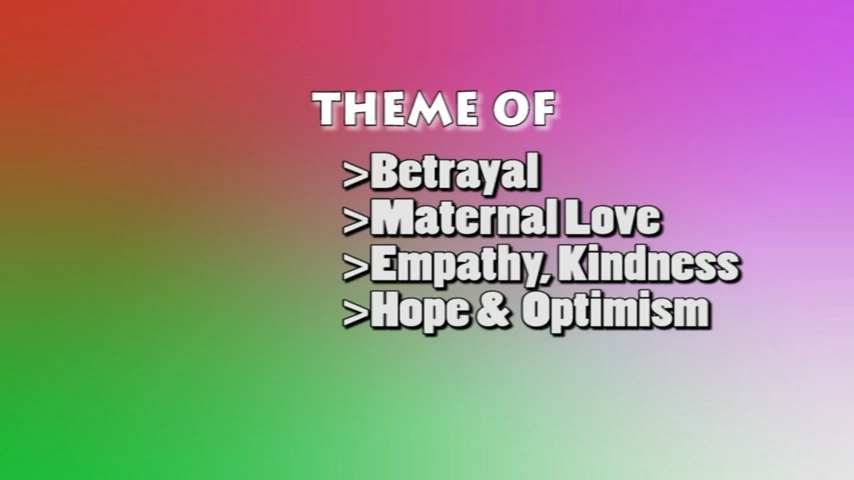 THEME OF
>Betrayal
>Maternal Love
>Empathy, Kindness
>Hope & Optimism